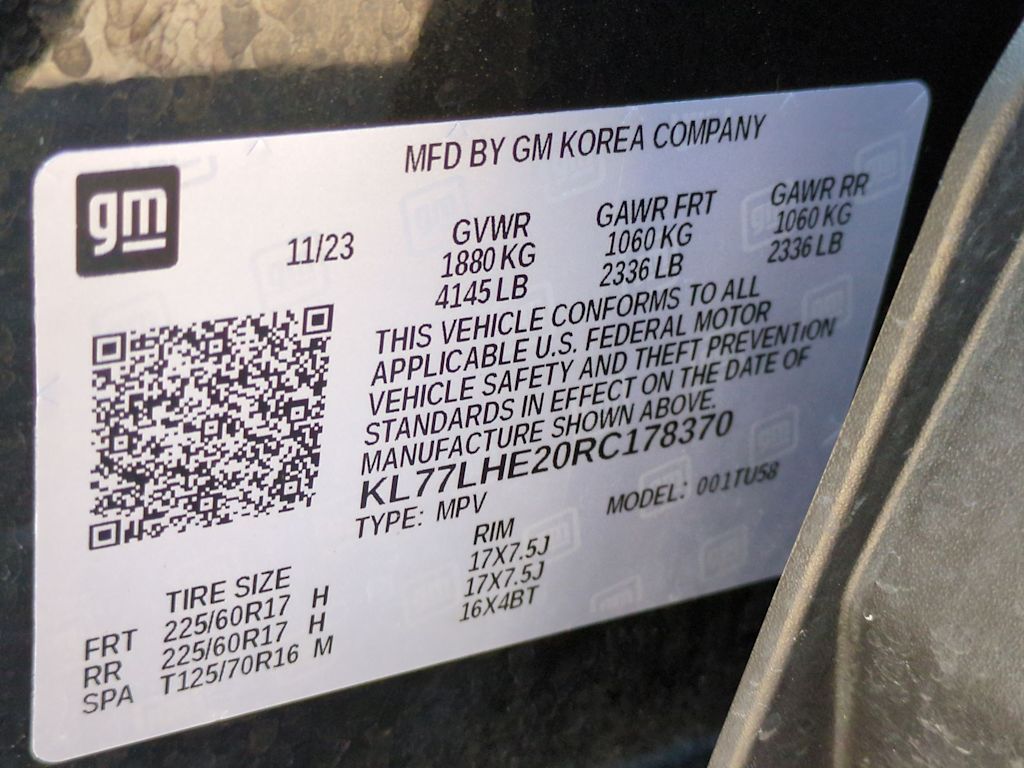 MFD BY GM KOREA COMPANY
gm
11/23
GVWR
1880 KG
4145 LB
GAWR FRT
1060 KG
2336 LB
GAWR RR
1060 KG
2336 LB
THIS VEHICLE CONFORMS TO ALL
APPLICABLE U.S. FEDERAL MOTOR
VEHICLE SAFETY AND THEFT PREVENTION
STANDARDS IN EFFECT ON THE DATE OF
MANUFACTURE SHOWN ABOVE.
KL77LHE20RC178370
TYPE: MPV
MODEL: 001TU58
TIRE SIZE
RIM
FRT 225/60R17 H 17X7.5J
RR 225/60R17 H 17X7.5J
SPA T125/70R16 M 16X4BT